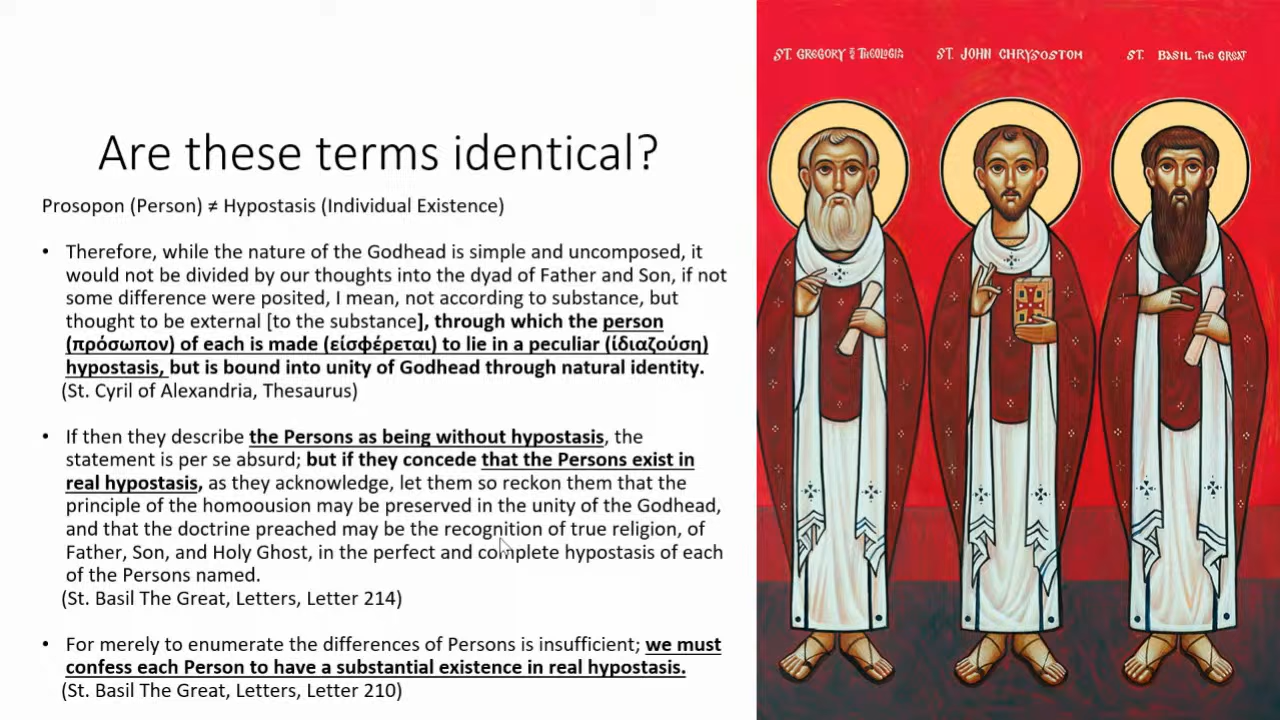 Are these terms identical?
Prosopon (Person) ≠ Hypostasis (Individual Existence)
• Therefore, while the nature of the Godhead is simple and uncomposed, it
would not be divided by our thoughts into the dyad of Father and Son, if not
some difference were posited, I mean, not according to substance, but
thought to be external [to the substance], through which the person
(πρόσωπον) of each is made (είσφέρεται) to lie in a peculiar (ίδιαζούση)
hypostasis, but is bound into unity of Godhead through natural identity.
(St. Cyril of Alexandria, Thesaurus)
• If then they describe the Persons as being without hypostasis, the
statement is per se absurd; but if they concede that the Persons exist in
real hypostasis, as they acknowledge, let them so reckon them that the
principle of the homoousion may be preserved in the unity of the Godhead,
and that the doctrine preached may be the recognition of true religion, of
Father, Son, and Holy Ghost, in the perfect and complete hypostasis of each
of the Persons named.
(St. Basil The Great, Letters, Letter 214)
• For merely to enumerate the differences of Persons is insufficient; we must
confess each Person to have a substantial existence in real hypostasis.
(St. Basil The Great, Letters, Letter 210)
ST. GREGORY THE THEOLOGIA
ST. JOHN CHRYSOSTOM
ST. BASIL THE GREAT